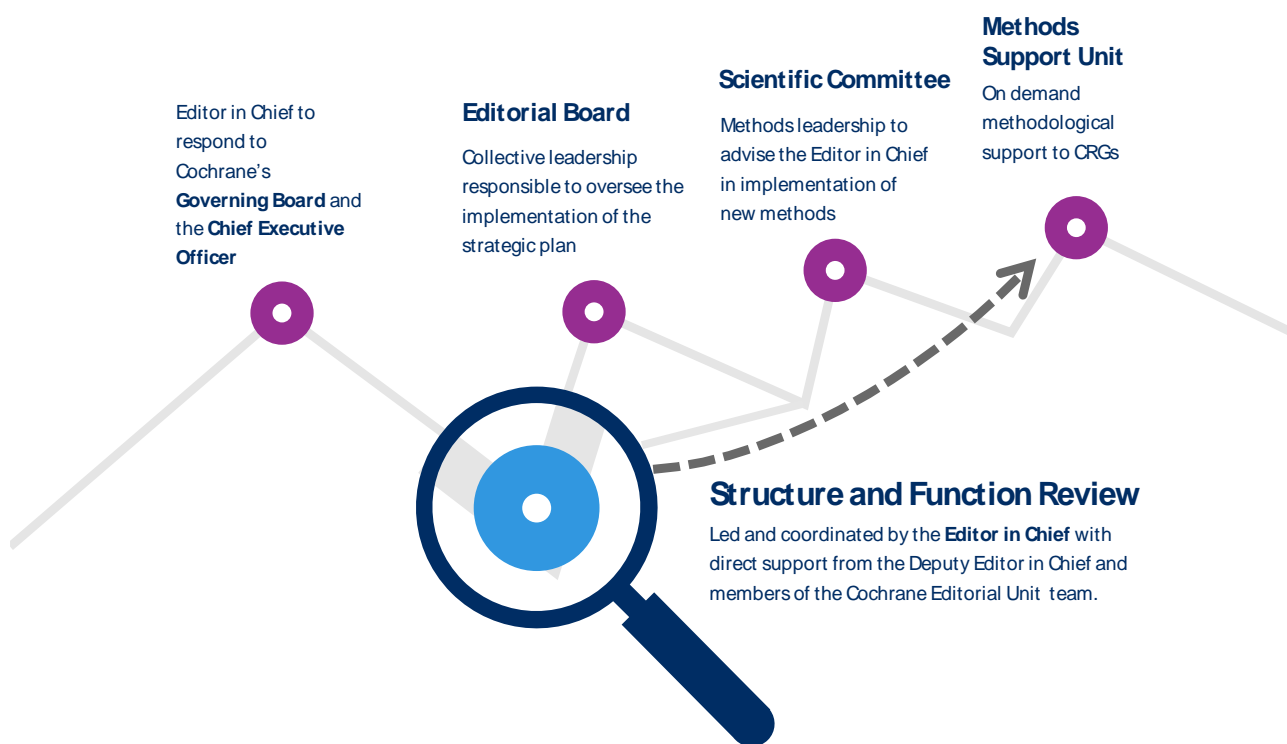 Editor in Chief to
respond to
Cochrane's
Governing Board and
the Chief Executive
Officer
Editorial Board
Collective leadership
responsible to oversee the
implementation of the
strategic plan
Scientific Committee
Methods leadership to
advise the Editor in Chief
in implementation of
new methods
Methods
Support Unit
On demand
methodological
support to CRGs
Structure and Function Review
Led and coordinated by the Editor in Chief with
direct support from the Deputy Editor in Chief and
members of the Cochrane Editorial Unit team.